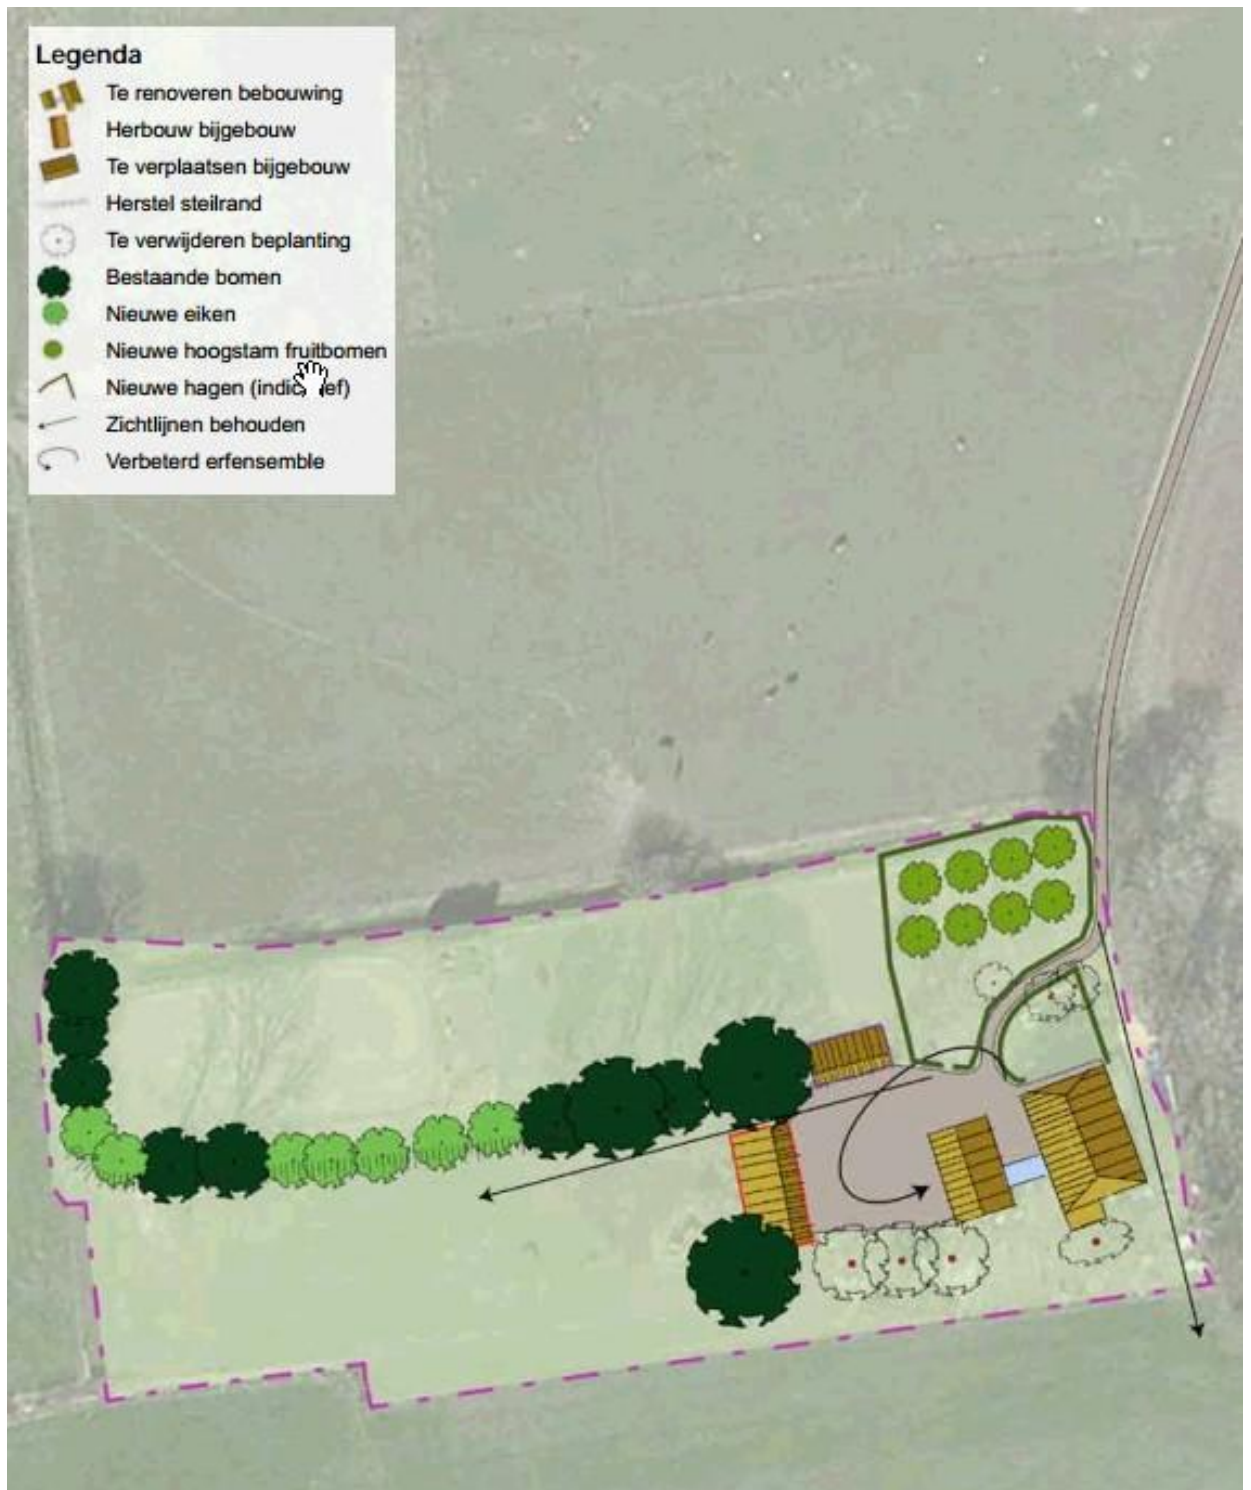 Legenda
Te renoveren bebouwing
Herbouw bijgebouw
Te verplaatsen bijgebouw
Herstel steilrand
Te verwijderen beplanting
Bestaande bomen
Nieuwe eiken
Nieuwe hoogstam fruitbomen
Nieuwe hagen
Zichtlijnen behouden
Verbeterd erfensemble